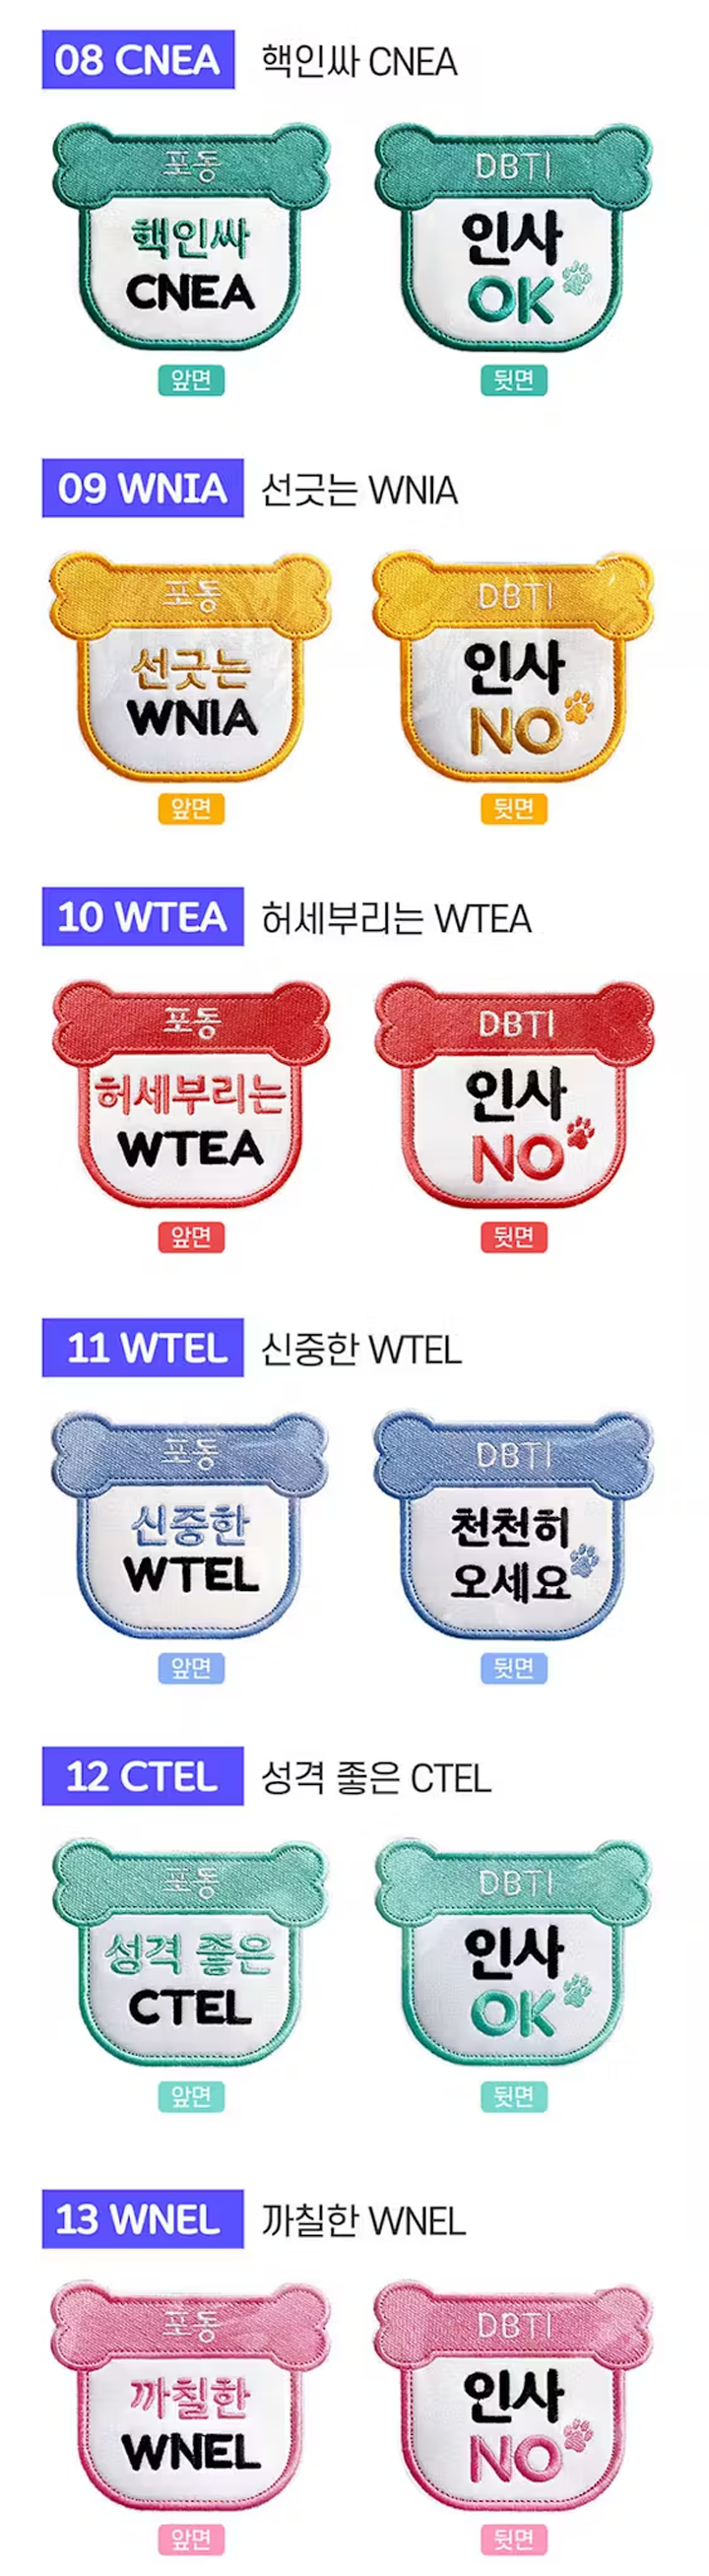 08 CNEA 핵인싸 CNEA
포동 DBTI
핵인싸 인사
CNEA OK
앞면 뒷면
09 WNIA 선긋는 WNIA
포동 DBTI
선긋는 인사
WNIA NO
앞면 뒷면
10 WTEA 허세부리는 WTEA
포동 DBTI
허세부리는 인사
WTEA NO
앞면 뒷면
11 WTEL 신중한 WTEL
포동 DBTI
신중한 천천히
WTEL 오세요
앞면 뒷면
12 CTEL 성격 좋은 CTEL
포동 DBTI
성격 좋은 인사
CTEL OK
앞면 뒷면
13 WNEL 까칠한 WNEL
포동 DBTI
까칠한 인사
WNEL NO
앞면 뒷면